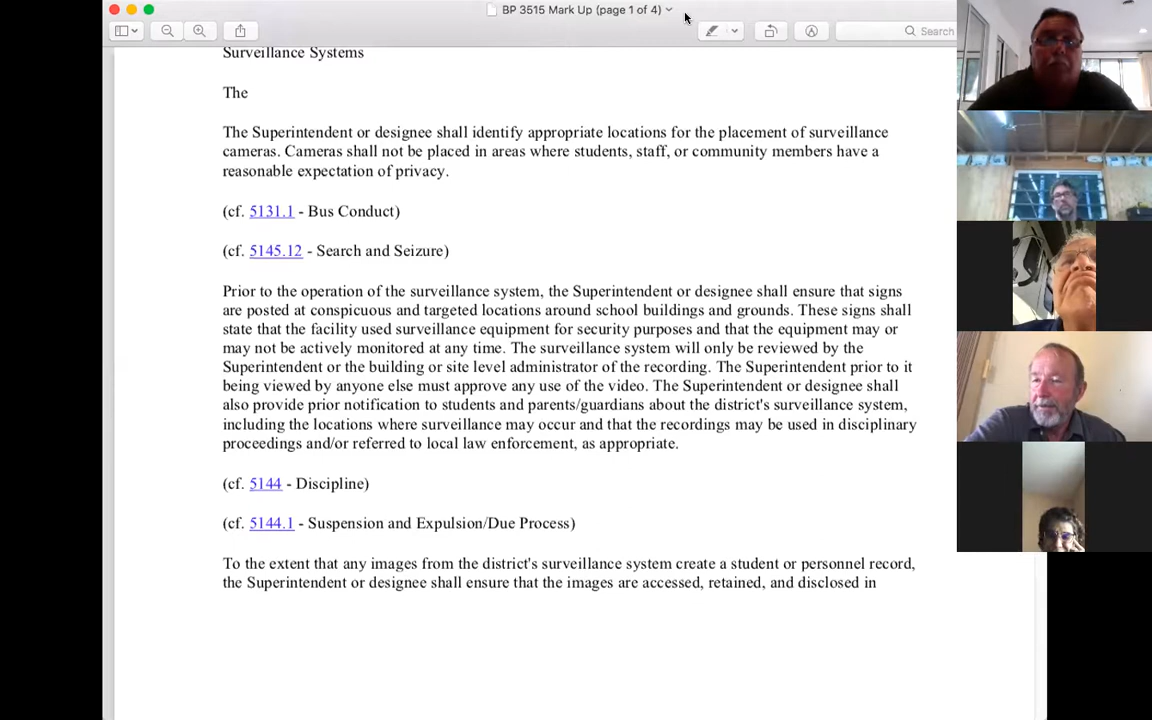 BP 3515 Mark Up (page 1 of 4)
Search
Surveillance Systems
The
The Superintendent or designee shall identify appropriate locations for the placement of surveillance
cameras. Cameras shall not be placed in areas where students, staff, or community members have a
reasonable expectation of privacy.
(cf. 5131.1 - Bus Conduct)
(cf. 5145.12 - Search and Seizure)
Prior to the operation of the surveillance system, the Superintendent or designee shall ensure that signs
are posted at conspicuous and targeted locations around school buildings and grounds. These signs shall
state that the facility used surveillance equipment for security purposes and that the equipment may or
may not be actively monitored at any time. The surveillance system will only be reviewed by the
Superintendent or the building or site level administrator of the recording. The Superintendent prior to it
being viewed by anyone else must approve any use of the video. The Superintendent or designee shall
also provide prior notification to students and parents/guardians about the district's surveillance system,
including the locations where surveillance may occur and that the recordings may be used in disciplinary
proceedings and/or referred to local law enforcement, as appropriate.
(cf. 5144 - Discipline)
(cf. 5144.1 - Suspension and Expulsion/Due Process)
To the extent that any images from the district's surveillance system create a student or personnel record,
the Superintendent or designee shall ensure that the images are accessed, retained, and disclosed in